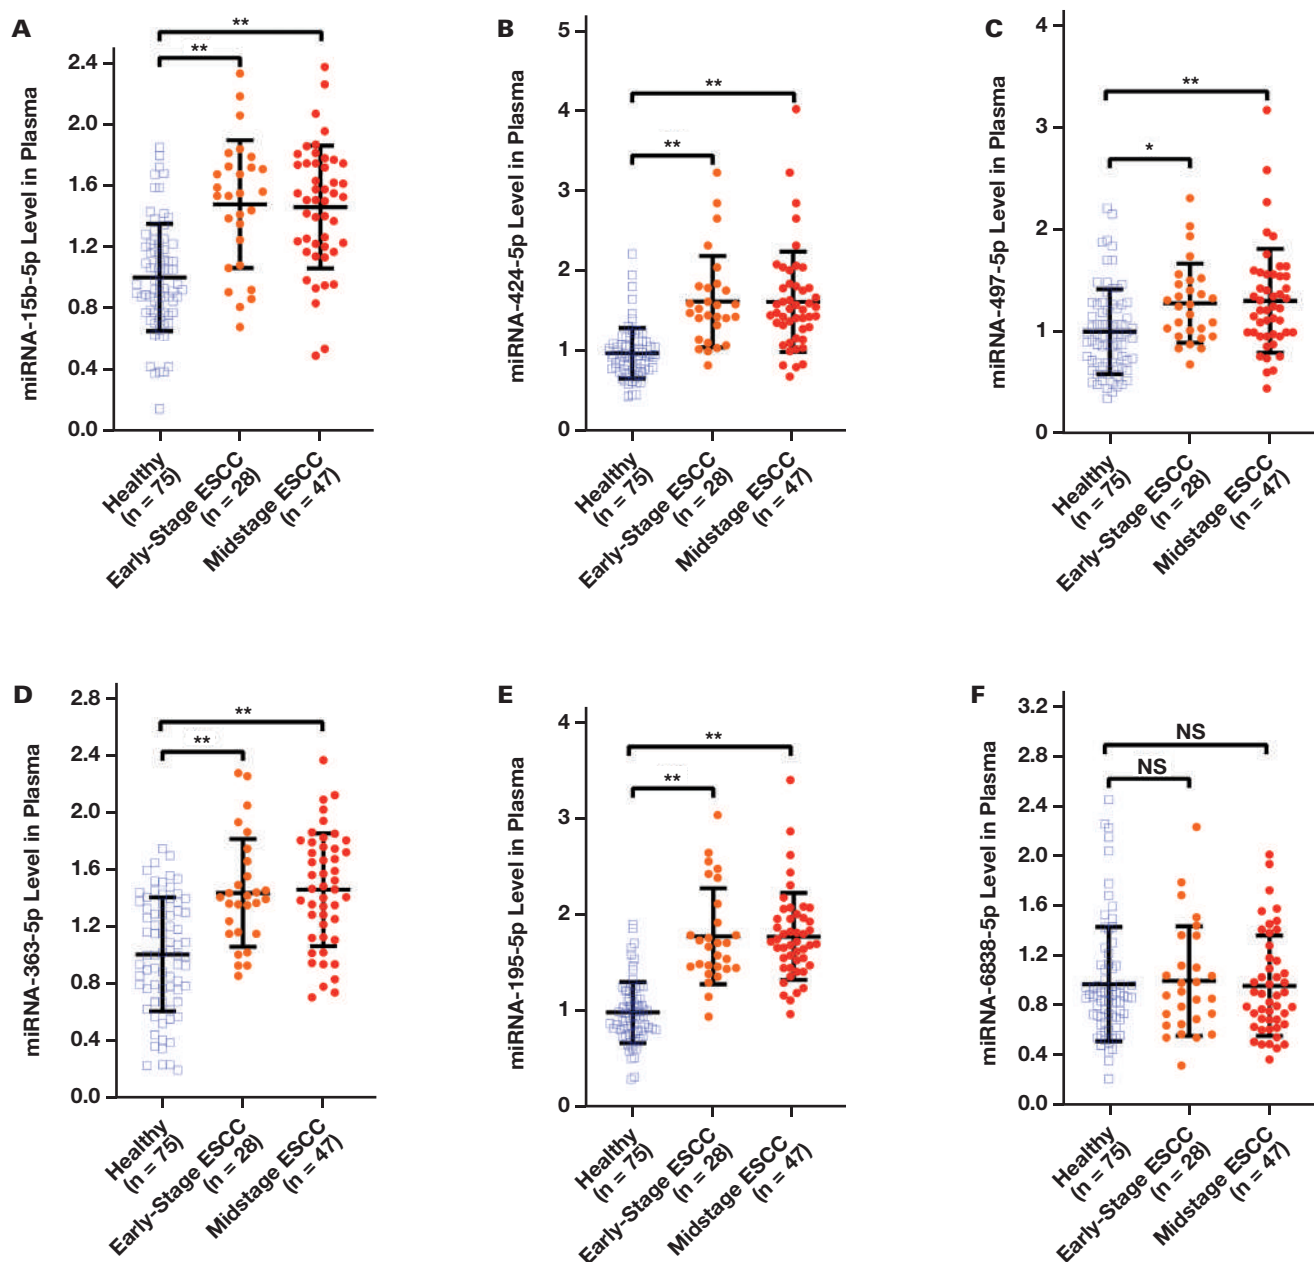 A
miRNA-15b-5p Level in Plasma
2.4
2.0
1.6
1.2
0.8
0.4
0.0
**
**
Healthy
(n = 75)
Early-Stage ESCC
(n = 28)
Midstage ESCC
(n = 47)
B
miRNA-424-5p Level in Plasma
5
4
3
2
1
0
**
**
Healthy
(n = 75)
Early-Stage ESCC
(n = 28)
Midstage ESCC
(n = 47)
C
miRNA-497-5p Level in Plasma
4
3
2
1
0
**
*
Healthy
(n = 75)
Early-Stage ESCC
(n = 28)
Midstage ESCC
(n = 47)
D
miRNA-363-5p Level in Plasma
2.8
2.4
2.0
1.6
1.2
0.8
0.4
0.0
**
**
Healthy
(n = 75)
Early-Stage ESCC
(n = 28)
Midstage ESCC
(n = 47)
E
miRNA-195-5p Level in Plasma
4
3
2
1
0
**
**
Healthy
(n = 75)
Early-Stage ESCC
(n = 28)
Midstage ESCC
(n = 47)
F
miRNA-6838-5p Level in Plasma
3.2
2.8
2.4
2.0
1.6
1.2
0.8
0.4
0.0
NS
NS
Healthy
(n = 75)
Early-Stage ESCC
(n = 28)
Midstage ESCC
(n = 47)